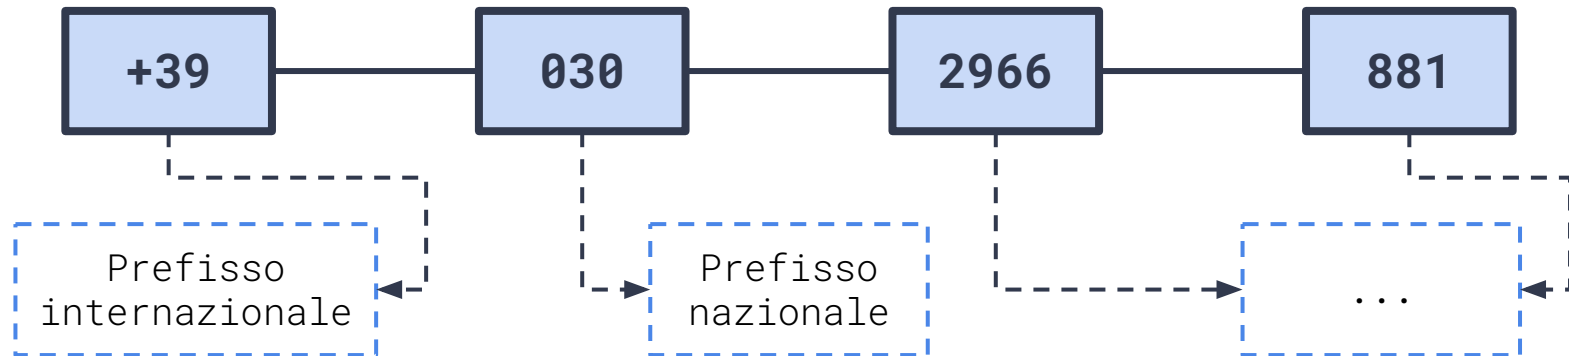 +39
030
2966
881
Prefisso
internazionale
Prefisso
nazionale
...